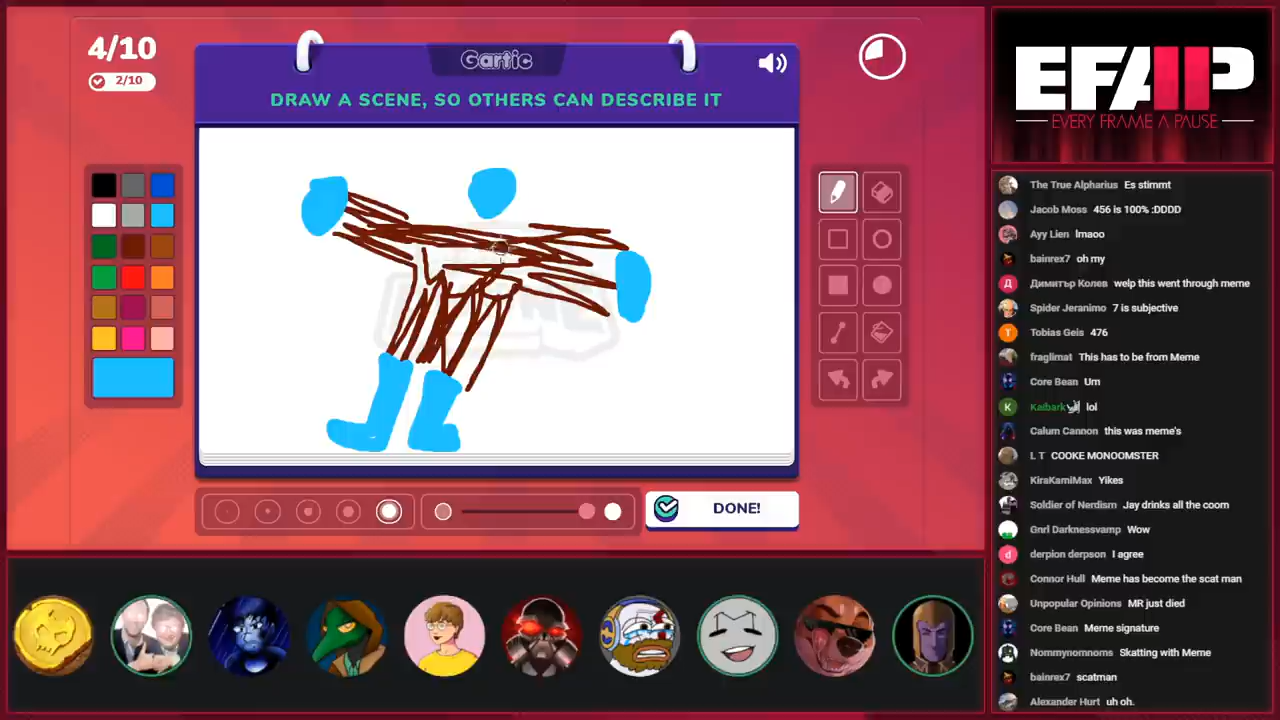 4/10
2/10
Gartic
DRAW A SCENE, SO OTHERS CAN DESCRIBE IT
DONE!
EFAP
EVERY FRAME A PAUSE
The True Alpharius Es stimmt
Jacob Moss 456 is 100% :DDDD
Ayy Lien lmaoo
bainrex7 oh my
Димитър Колев welp this went through meme
Spider Jeranimo 7 is subjective
Tobias Geis 476
fraglimat This has to be from Meme
Core Bean Um
Kaibark lol
Calum Cannon this was meme's
L T COOKE MONOOMSTER
KiraKamiMax Yikes
Soldier of Nerdism Jay drinks all the coom
Gnrl Darknessvamp Wow
derpion derpson I agree
Connor Hull Meme has become the scat man
Unpopular Opinions MR just died
Core Bean Meme signature
Nommynomnoms Skatting with Meme
bainrex7 scatman
Alexander Hurt uh oh.